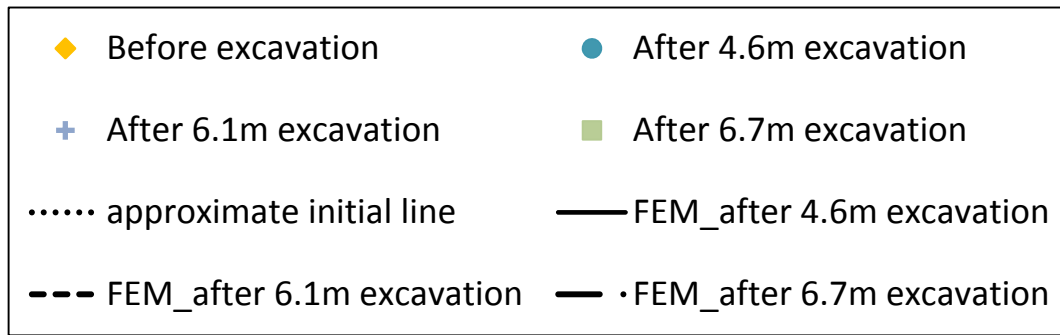 Before excavation
After 4.6m excavation
After 6.1m excavation
After 6.7m excavation
approximate initial line
FEM_after 4.6m excavation
FEM_after 6.1m excavation
FEM_after 6.7m excavation